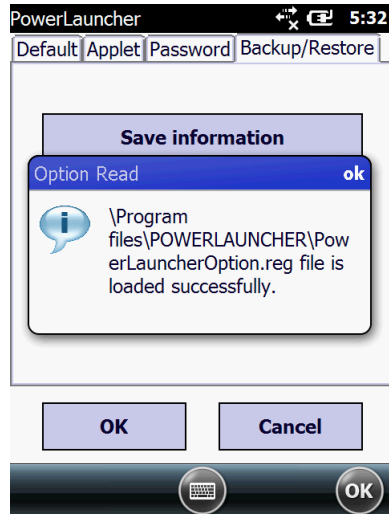 PowerLauncher 5:32
Default Applet Password Backup/Restore
Save information
Option Read ok
\Program
files\POWERLAUNCHER\Pow
erLauncherOption.reg file is
loaded successfully.
OK Cancel
OK